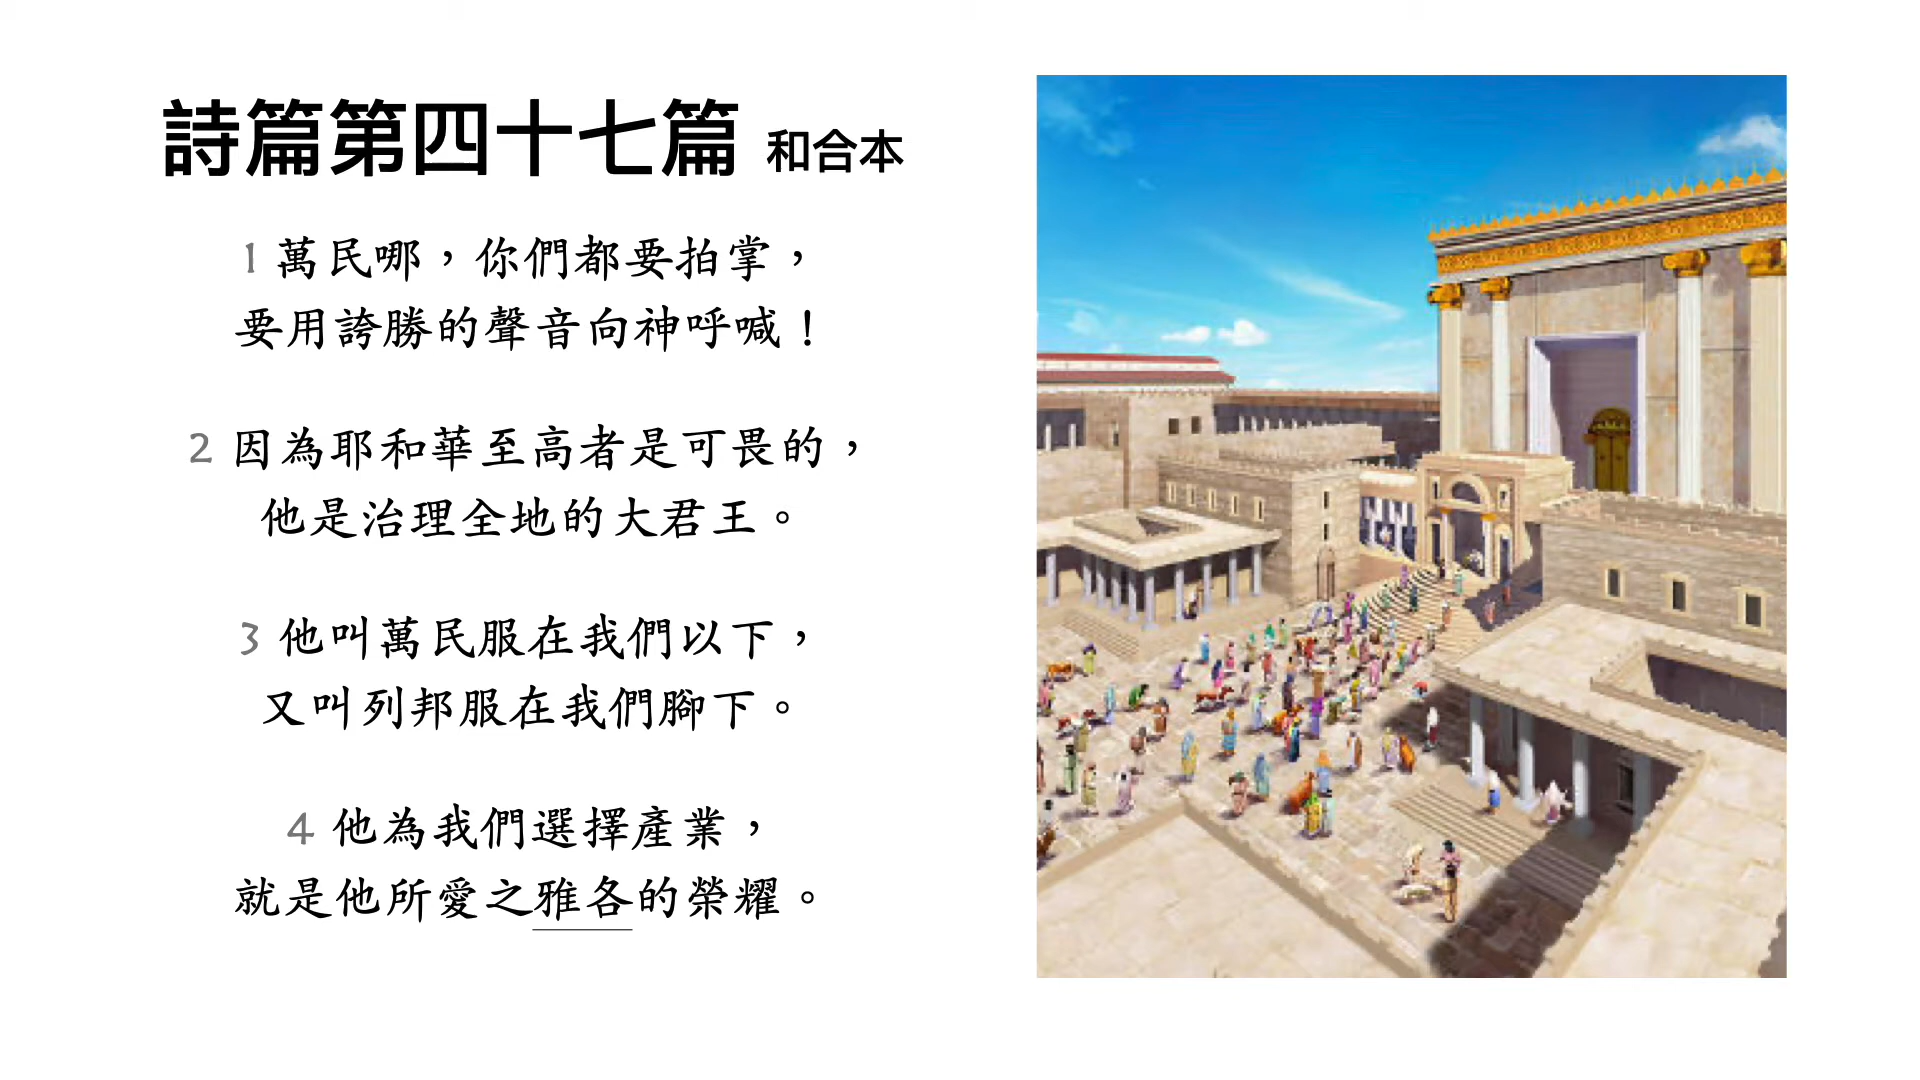 詩篇第四十七篇 和合本
1 萬民哪，你們都要拍掌，
要用誇勝的聲音向神呼喊！
2 因為耶和華至高者是可畏的，
他是治理全地的大君王。
3 他叫萬民服在我們以下，
又叫列邦服在我們腳下。
4 他為我們選擇產業，
就是他所愛之雅各的榮耀。